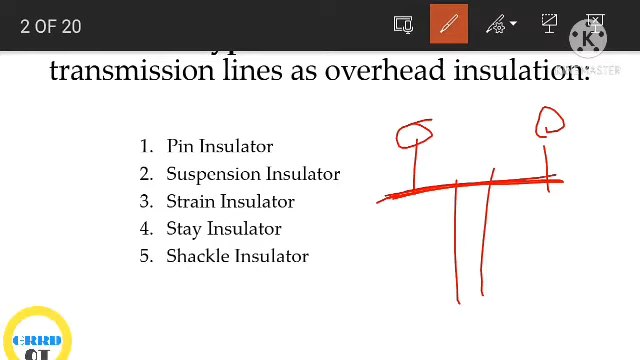 2 OF 20
K
KINEMASTER
transmission lines as overhead insulation:
1. Pin Insulator
2. Suspension Insulator
3. Strain Insulator
4. Stay Insulator
5. Shackle Insulator